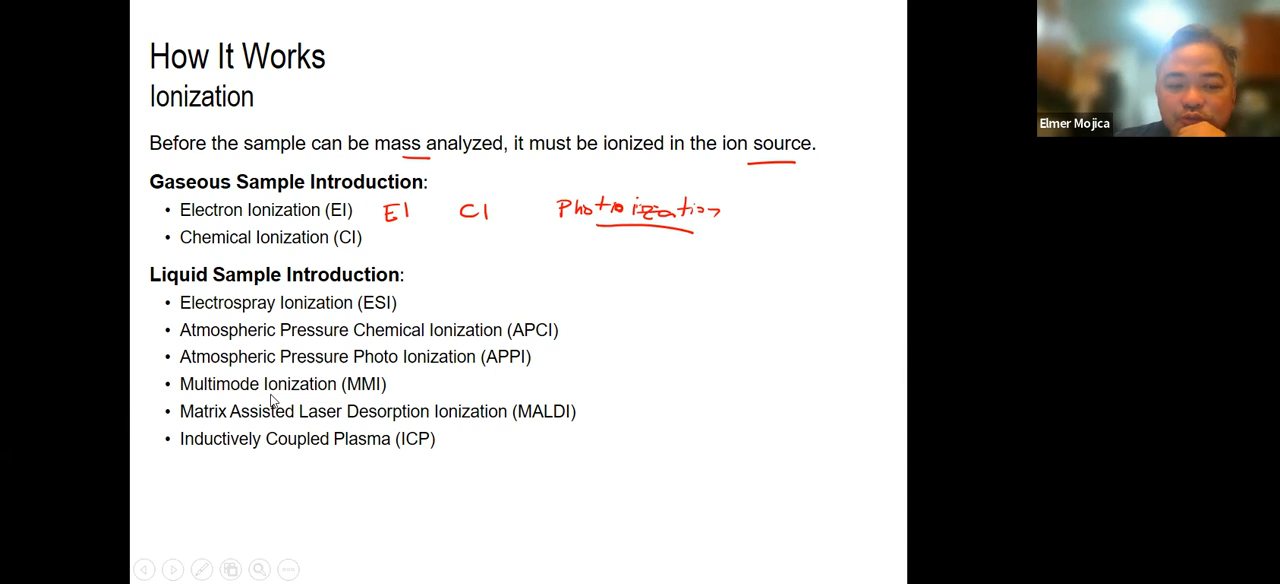 How It Works
Ionization
Before the sample can be mass analyzed, it must be ionized in the ion source.
Gaseous Sample Introduction:
• Electron Ionization (EI) EI CI Photoionization
• Chemical Ionization (CI)
Liquid Sample Introduction:
• Electrospray Ionization (ESI)
• Atmospheric Pressure Chemical Ionization (APCI)
• Atmospheric Pressure Photo Ionization (APPI)
• Multimode Ionization (MMI)
• Matrix Assisted Laser Desorption Ionization (MALDI)
• Inductively Coupled Plasma (ICP)
Elmer Mojica